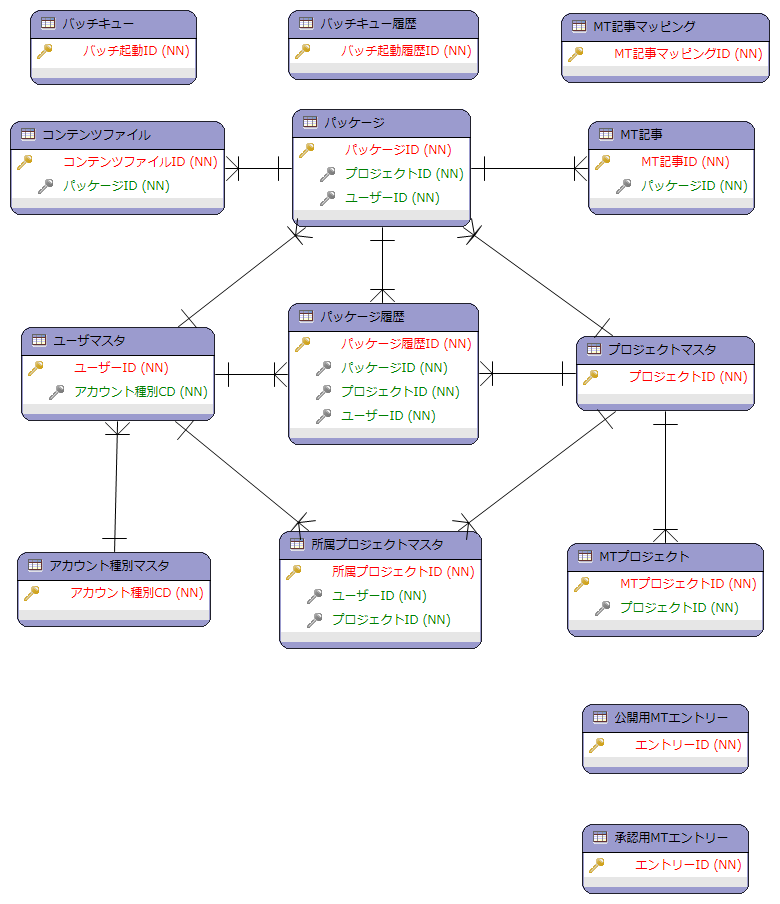 バッチキュー
バッチ起動ID (NN)
バッチキュー履歴
バッチ起動履歴ID (NN)
MT記事マッピング
MT記事マッピングID (NN)
コンテンツファイル
コンテンツファイルID (NN)
パッケージID (NN)
パッケージ
パッケージID (NN)
プロジェクトID (NN)
ユーザーID (NN)
MT記事
MT記事ID (NN)
パッケージID (NN)
ユーザマスタ
ユーザーID (NN)
アカウント種別CD (NN)
パッケージ履歴
パッケージ履歴ID (NN)
パッケージID (NN)
プロジェクトID (NN)
ユーザーID (NN)
プロジェクトマスタ
プロジェクトID (NN)
アカウント種別マスタ
アカウント種別CD (NN)
所属プロジェクトマスタ
所属プロジェクトID (NN)
ユーザーID (NN)
プロジェクトID (NN)
MTプロジェクト
MTプロジェクトID (NN)
プロジェクトID (NN)
公開用MTエントリー
エントリーID (NN)
承認用MTエントリー
エントリーID (NN)